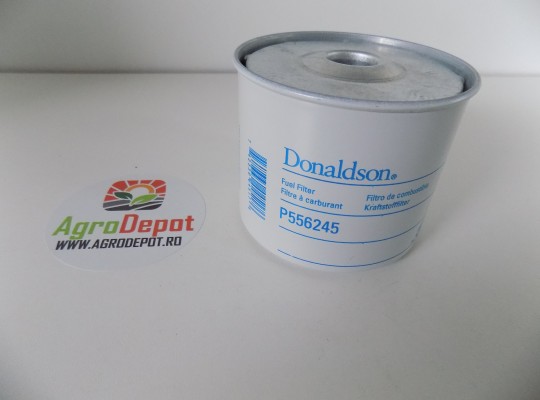 AgroDepot
WWW.AGRODEPOT.RO
Donaldson®
Fuel Filter
Filtre à carburant
Filtro de combustible
Kraftstofffilter
P556245